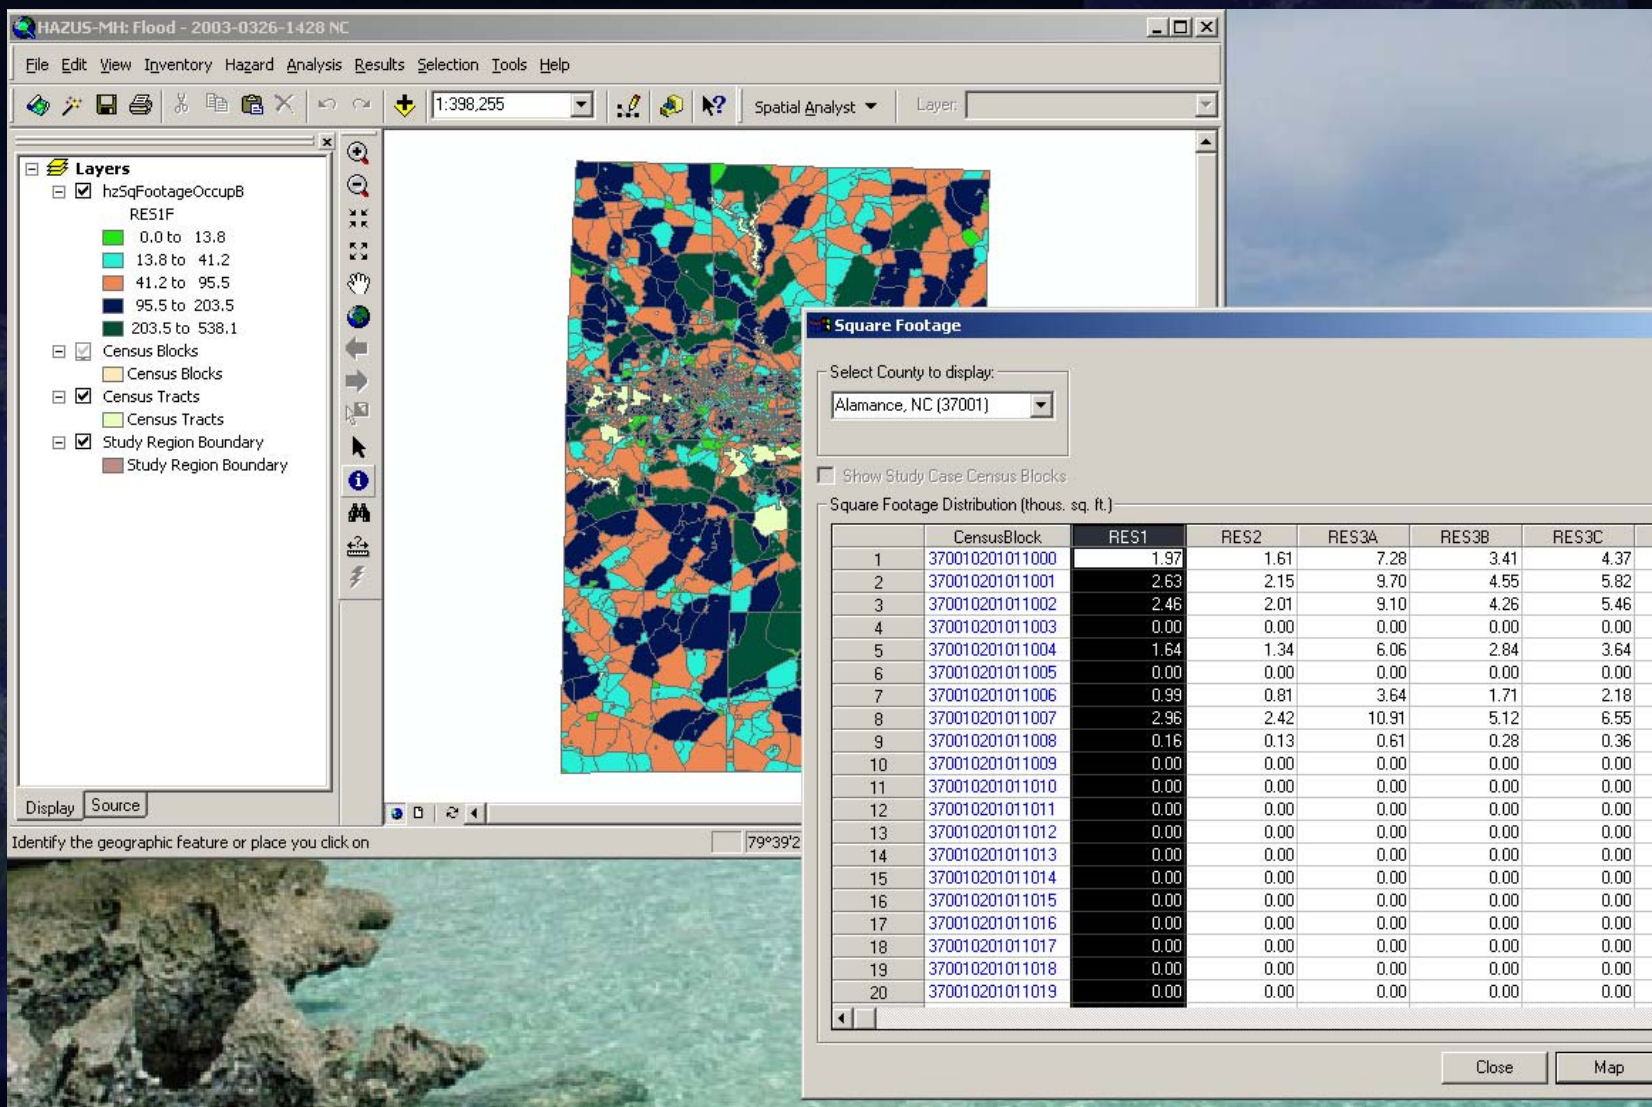 HAZUS-MH: Flood - 2003-0326-1428 NC
File Edit View Inventory Hazard Analysis Results Selection Tools Help
1:398,255 Spatial Analyst Layer:
Layers
hzSqFootageOccupB
RES1F
0.0 to 13.8
13.8 to 41.2
41.2 to 95.5
95.5 to 203.5
203.5 to 538.1
Census Blocks
Census Blocks
Census Tracts
Census Tracts
Study Region Boundary
Study Region Boundary
Display Source
Identify the geographic feature or place you click on 79°39'2
Square Footage
Select County to display:
Alamance, NC (37001)
Show Study Case Census Blocks
Square Footage Distribution (thous. sq. ft.)
CensusBlock RES1 RES2 RES3A RES3B RES3C
1 370010201011000 1.97 1.61 7.28 3.41 4.37
2 370010201011001 2.63 2.15 9.70 4.55 5.82
3 370010201011002 2.46 2.01 9.10 4.26 5.46
4 370010201011003 0.00 0.00 0.00 0.00 0.00
5 370010201011004 1.64 1.34 6.06 2.84 3.64
6 370010201011005 0.00 0.00 0.00 0.00 0.00
7 370010201011006 0.99 0.81 3.64 1.71 2.18
8 370010201011007 2.96 2.42 10.91 5.12 6.55
9 370010201011008 0.16 0.13 0.61 0.28 0.36
10 370010201011009 0.00 0.00 0.00 0.00 0.00
11 370010201011010 0.00 0.00 0.00 0.00 0.00
12 370010201011011 0.00 0.00 0.00 0.00 0.00
13 370010201011012 0.00 0.00 0.00 0.00 0.00
14 370010201011013 0.00 0.00 0.00 0.00 0.00
15 370010201011014 0.00 0.00 0.00 0.00 0.00
16 370010201011015 0.00 0.00 0.00 0.00 0.00
17 370010201011016 0.00 0.00 0.00 0.00 0.00
18 370010201011017 0.00 0.00 0.00 0.00 0.00
19 370010201011018 0.00 0.00 0.00 0.00 0.00
20 370010201011019 0.00 0.00 0.00 0.00 0.00
Close Map